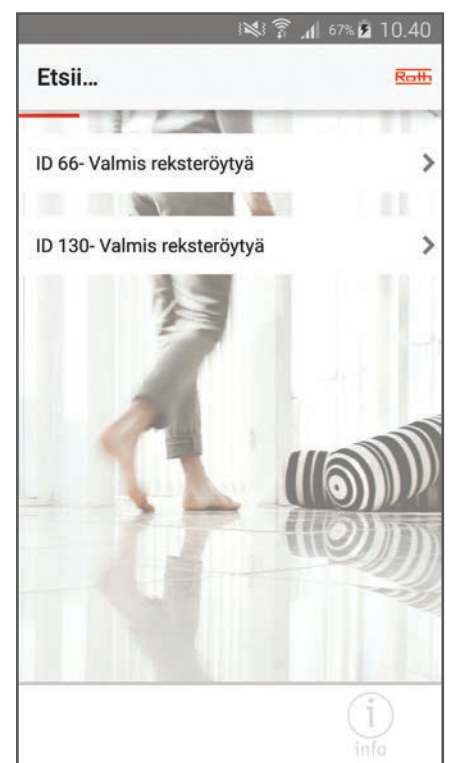 67% 10.40
Etsii...
Roth
ID 66- Valmis reksteröytyä
ID 130- Valmis reksteröytyä
info